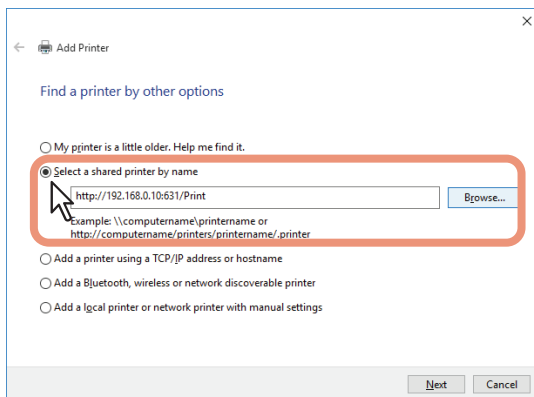 Add Printer
Find a printer by other options
My printer is a little older. Help me find it.
Select a shared printer by name
http://192.168.0.10:631/Print
Browse...
Example: \\computername\printername or
http://computername/printers/printername/.printer
Add a printer using a TCP/IP address or hostname
Add a Bluetooth, wireless or network discoverable printer
Add a local printer or network printer with manual settings
Next Cancel